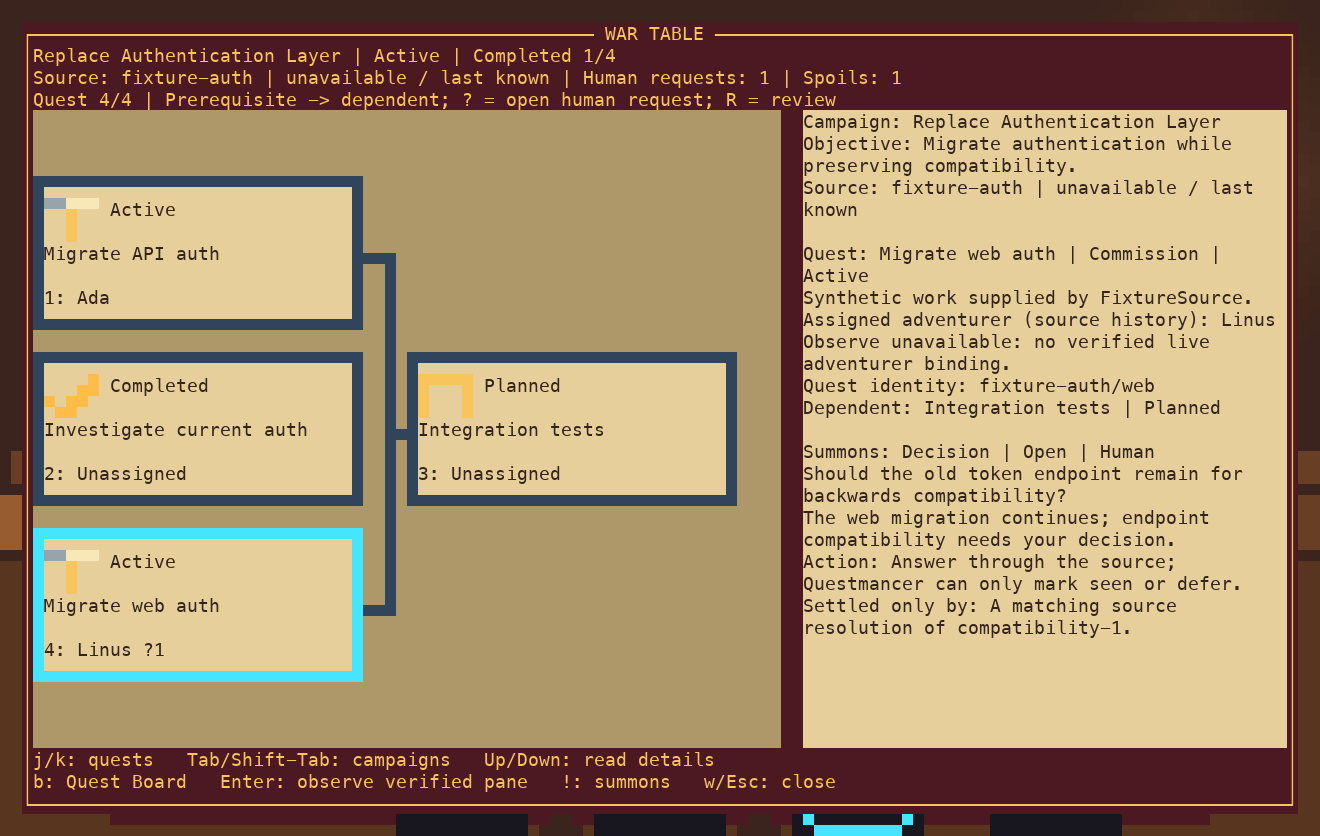 WAR TABLE
Replace Authentication Layer | Active | Completed 1/4
Source: fixture-auth | unavailable / last known | Human requests: 1 | Spoils: 1
Quest 4/4 | Prerequisite -> dependent; ? = open human request; R = review
Active
Migrate API auth
1: Ada
Completed
Investigate current auth
2: Unassigned
Active
Migrate web auth
4: Linus ?1
Planned
Integration tests
3: Unassigned
Campaign: Replace Authentication Layer
Objective: Migrate authentication while
preserving compatibility.
Source: fixture-auth | unavailable / last
known
Quest: Migrate web auth | Commission |
Active
Synthetic work supplied by FixtureSource.
Assigned adventurer (source history): Linus
Observe unavailable: no verified live
adventurer binding.
Quest identity: fixture-auth/web
Dependent: Integration tests | Planned
Summons: Decision | Open | Human
Should the old token endpoint remain for
backwards compatibility?
The web migration continues; endpoint
compatibility needs your decision.
Action: Answer through the source;
Questmancer can only mark seen or defer.
Settled only by: A matching source
resolution of compatibility-1.
j/k: quests   Tab/Shift-Tab: campaigns   Up/Down: read details
b: Quest Board   Enter: observe verified pane   !: summons   w/Esc: close